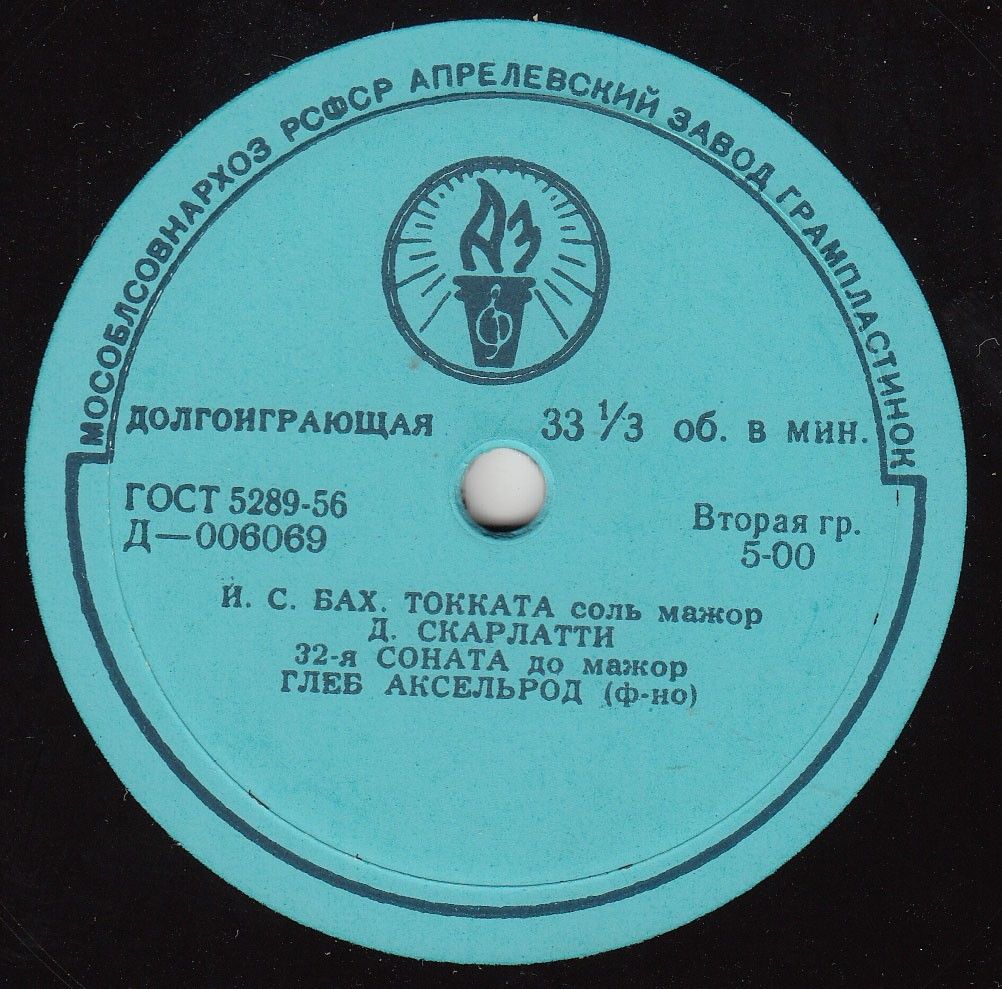 МОСОБЛСОВНАРХОЗ РСФСР АПРЕЛЕВСКИЙ ЗАВОД ГРАМПЛАСТИНОК
АЗ
ДОЛГОИГРАЮЩАЯ 33 1/3 об. в мин.
ГОСТ 5289-56
Д—006069
Вторая гр.
5-00
И. С. БАХ. ТОККАТА соль мажор
Д. СКАРЛАТТИ
32-я СОНАТА до мажор
ГЛЕБ АКСЕЛЬРОД (ф-но)